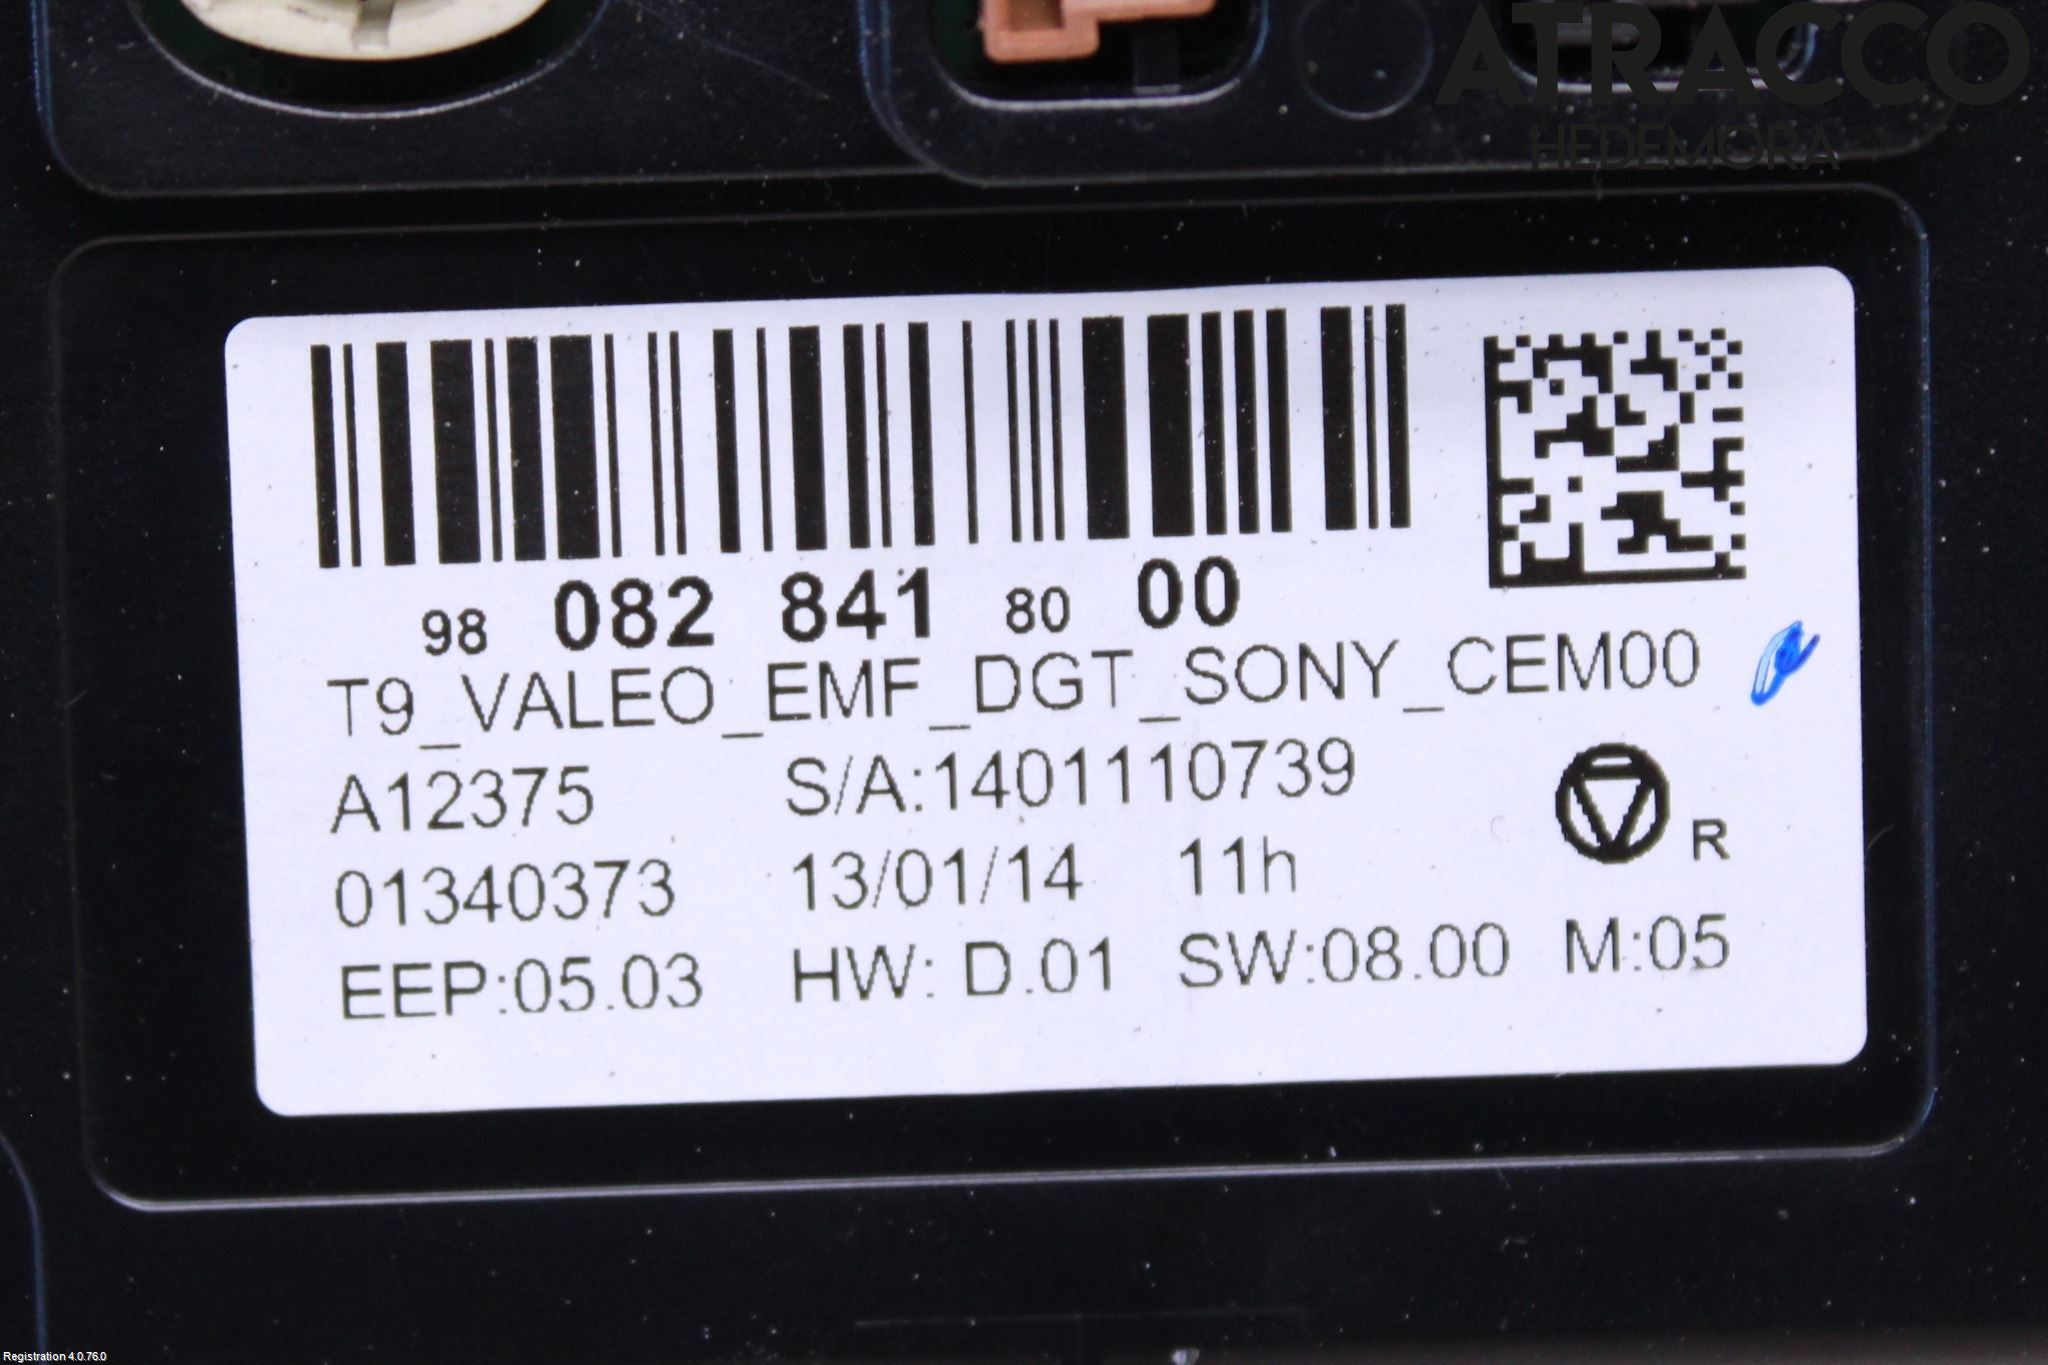 ATRACCO
HEDEMORA
98 082 841 80 00
T9_VALEO_EMF_DGT_SONY_CEM00
A12375 S/A:1401110739
R
01340373 13/01/14 11h
EEP:05.03 HW: D.01 SW:08.00 M:05
Registration 4.0.76.0